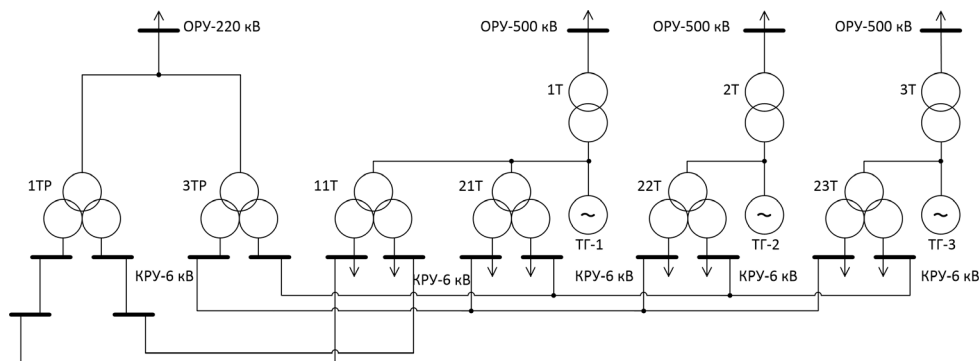 ОРУ-220 кВ
ОРУ-500 кВ
ОРУ-500 кВ
ОРУ-500 кВ
1Т
2Т
3Т
1ТР
3ТР
11Т
21Т
22Т
23Т
~
~
~
ТГ-1
ТГ-2
ТГ-3
КРУ-6 кВ
КРУ-6 кВ
КРУ-6 кВ
КРУ-6 кВ
КРУ-6 кВ